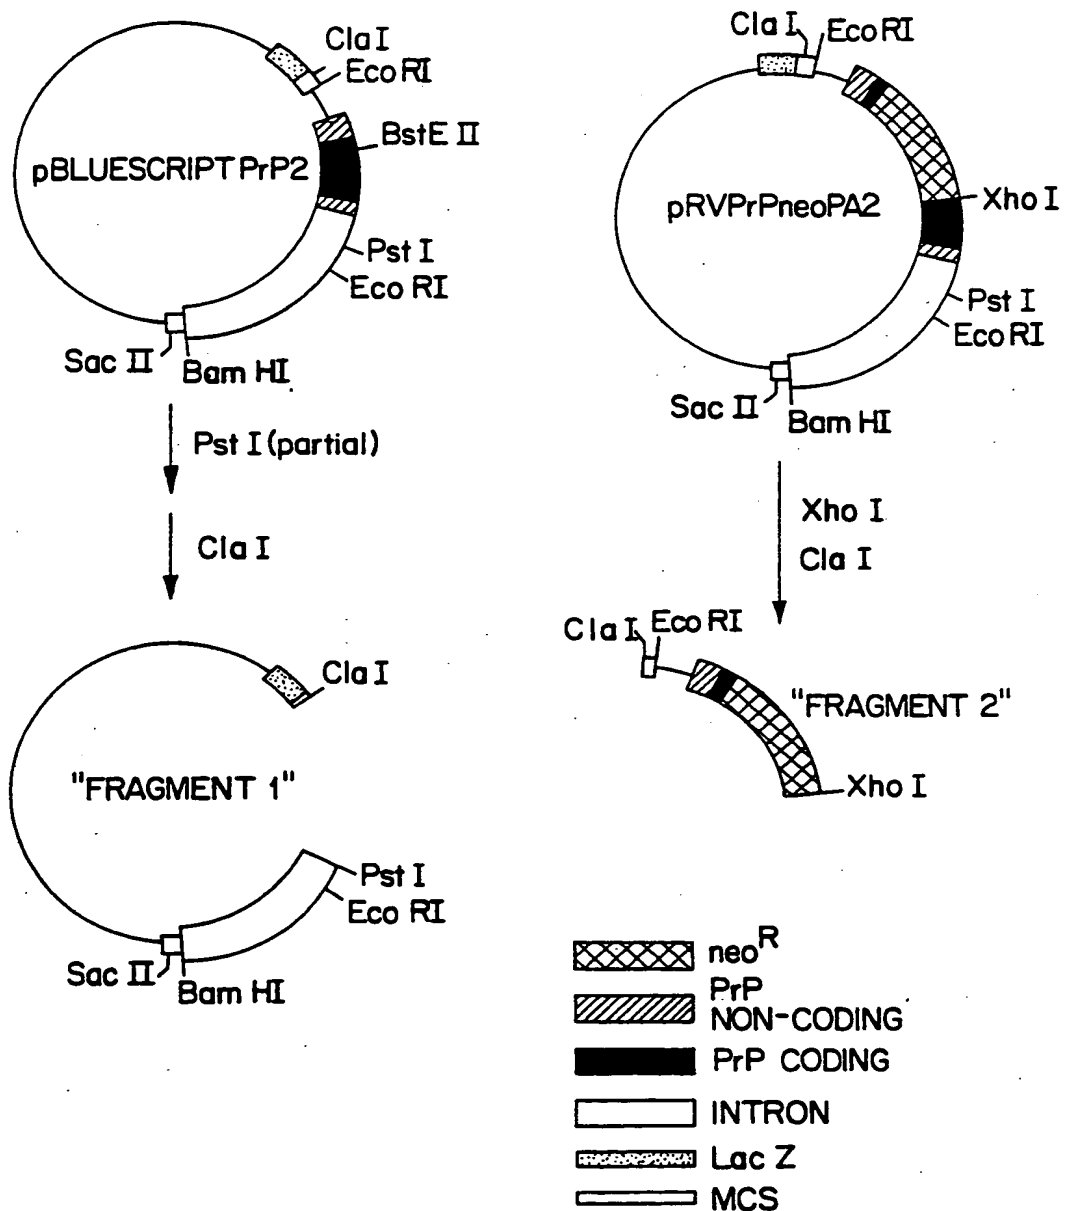 Cla I
Eco RI
BstE II
pBLUESCRIPT PrP2
Pst I
Eco RI
Sac II
Bam HI
Pst I (partial)
Cla I
Cla I
Eco RI
Xho I
pRVPrPneoPA2
Pst I
Eco RI
Sac II
Bam HI
Xho I
Cla I
Cla I
"FRAGMENT 1"
Pst I
Eco RI
Sac II
Bam HI
Cla I
Eco RI
"FRAGMENT 2"
Xho I
neoR
PrP
NON-CODING
PrP CODING
INTRON
Lac Z
MCS